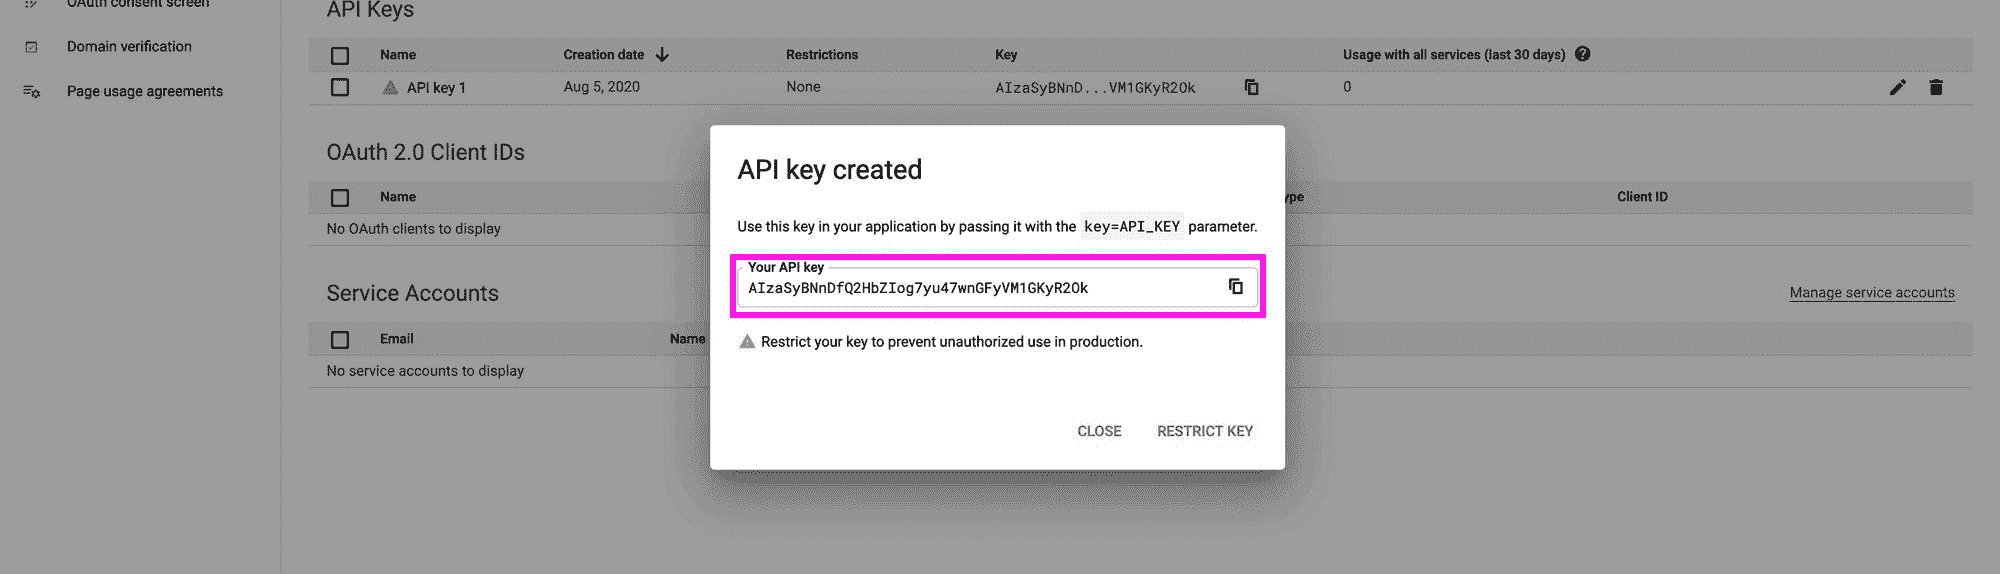 OAuth consent screen
Domain verification
Page usage agreements
API Keys
Name Creation date Restrictions Key Usage with all services (last 30 days)
API key 1 Aug 5, 2020 None AIzaSyBNnD...VM1GKyR2Ok 0
OAuth 2.0 Client IDs
Name ype Client ID
No OAuth clients to display
Service Accounts
Manage service accounts
Email Name
No service accounts to display
API key created
Use this key in your application by passing it with the key=API_KEY parameter.
Your API key
AIzaSyBNnDfQ2HbZIog7yu47wnGFyVM1GKyR2Ok
Restrict your key to prevent unauthorized use in production.
CLOSE RESTRICT KEY